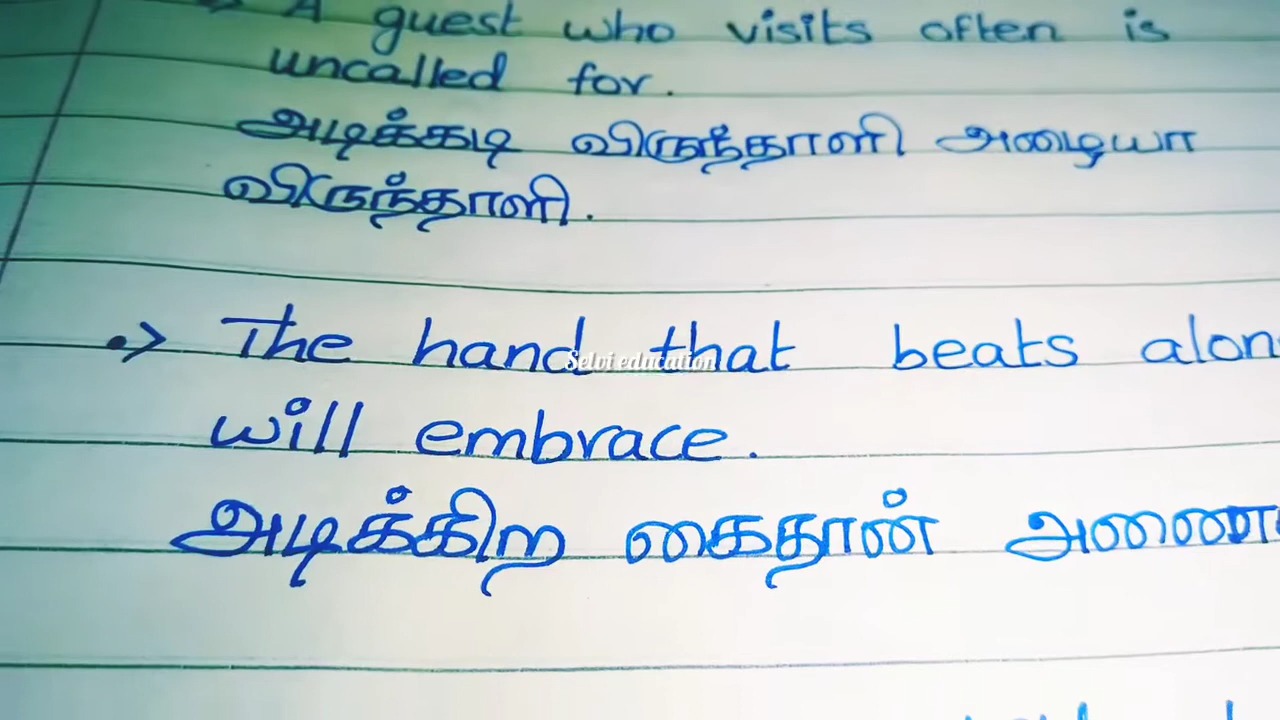 A guest who visits often is
uncalled for.
அடிக்கடி விருந்தாளி அழையா
விருந்தாளி.
•> The hand that beats alon
Selvi education
will embrace.
அடிக்கிற கைதான்